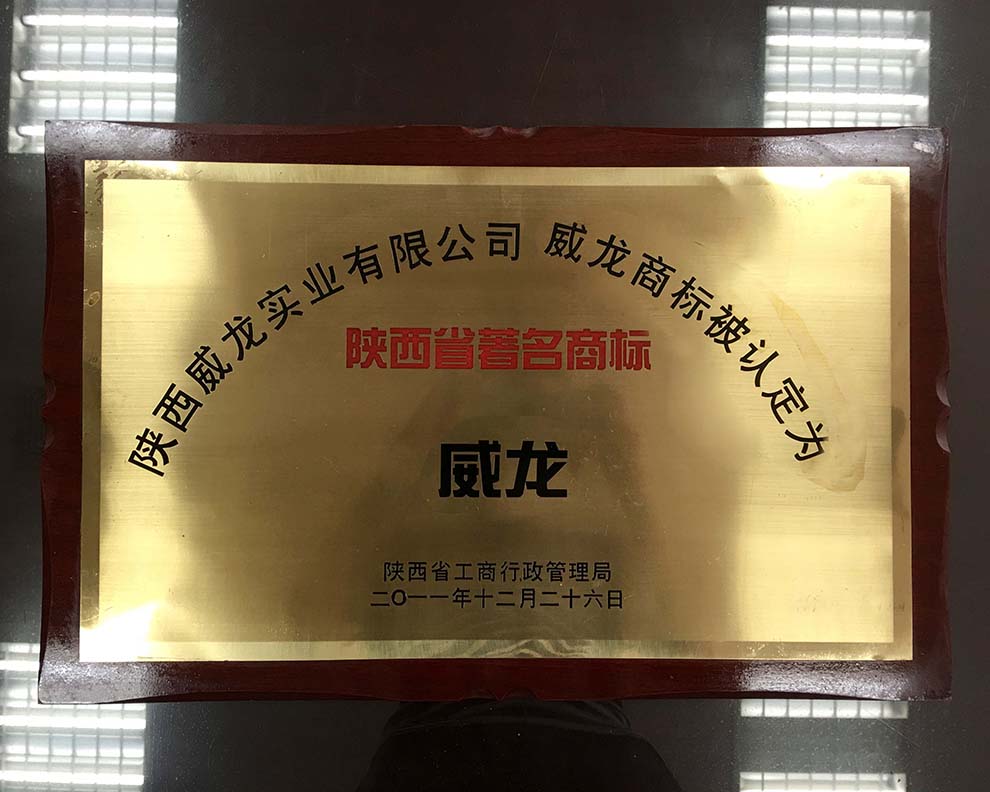 陕西威龙实业有限公司 威龙商标被认定为
陕西省著名商标
威龙
陕西省工商行政管理局
二〇一一年十二月二十六日